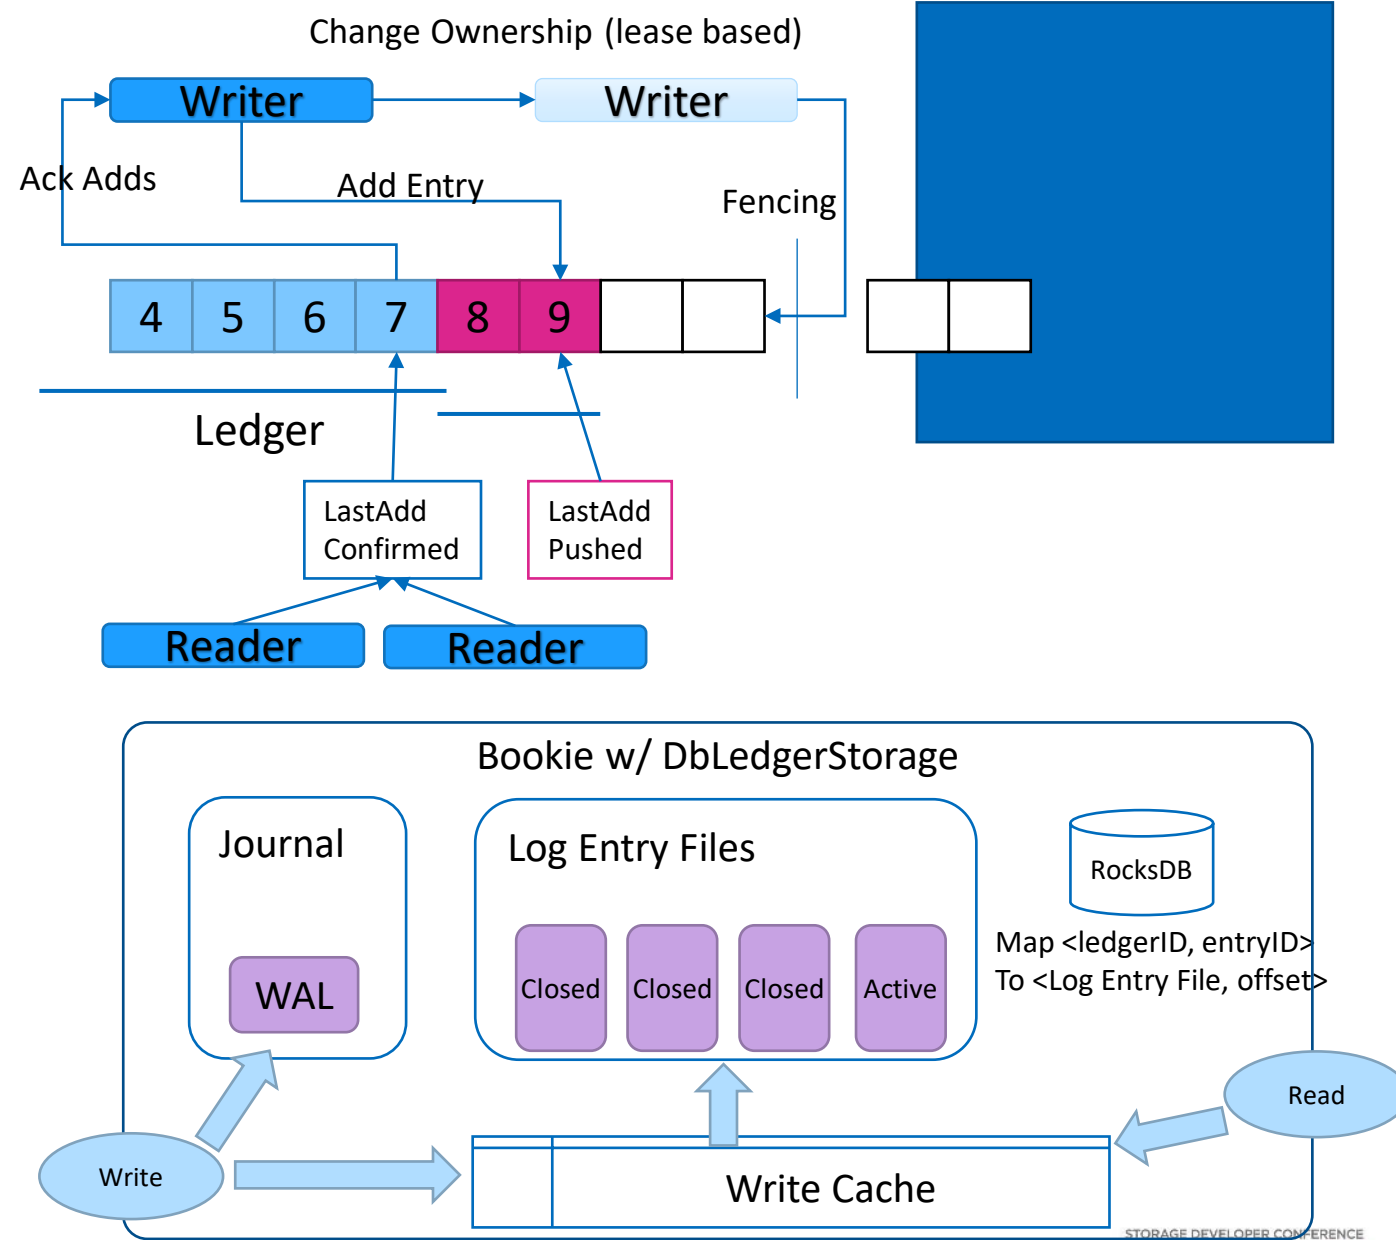 Change Ownership (lease based)
Writer
Writer
Ack Adds
Add Entry
Fencing
4 5 6 7 8 9
Ledger
LastAdd
Confirmed
LastAdd
Pushed
Reader
Reader
Bookie w/ DbLedgerStorage
Journal
WAL
Log Entry Files
Closed
Closed
Closed
Active
RocksDB
Map <ledgerID, entryID>
To <Log Entry File, offset>
Read
Write
Write Cache
STORAGE DEVELOPER CONFERENCE